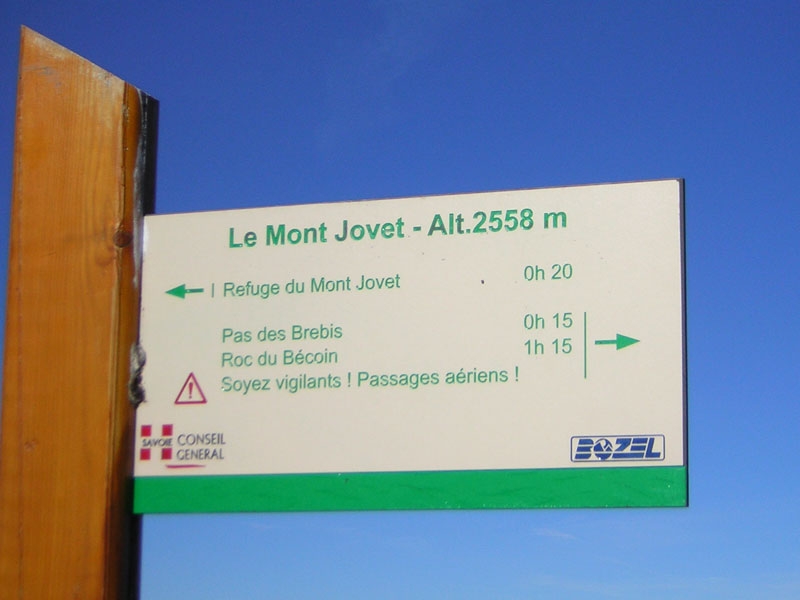 Le Mont Jovet - Alt.2558 m
Refuge du Mont Jovet 0h 20
Pas des Brebis 0h 15
Roc du Bécoin 1h 15
Soyez vigilants ! Passages aériens !
SAVOIE CONSEIL
GENERAL
BOZEL